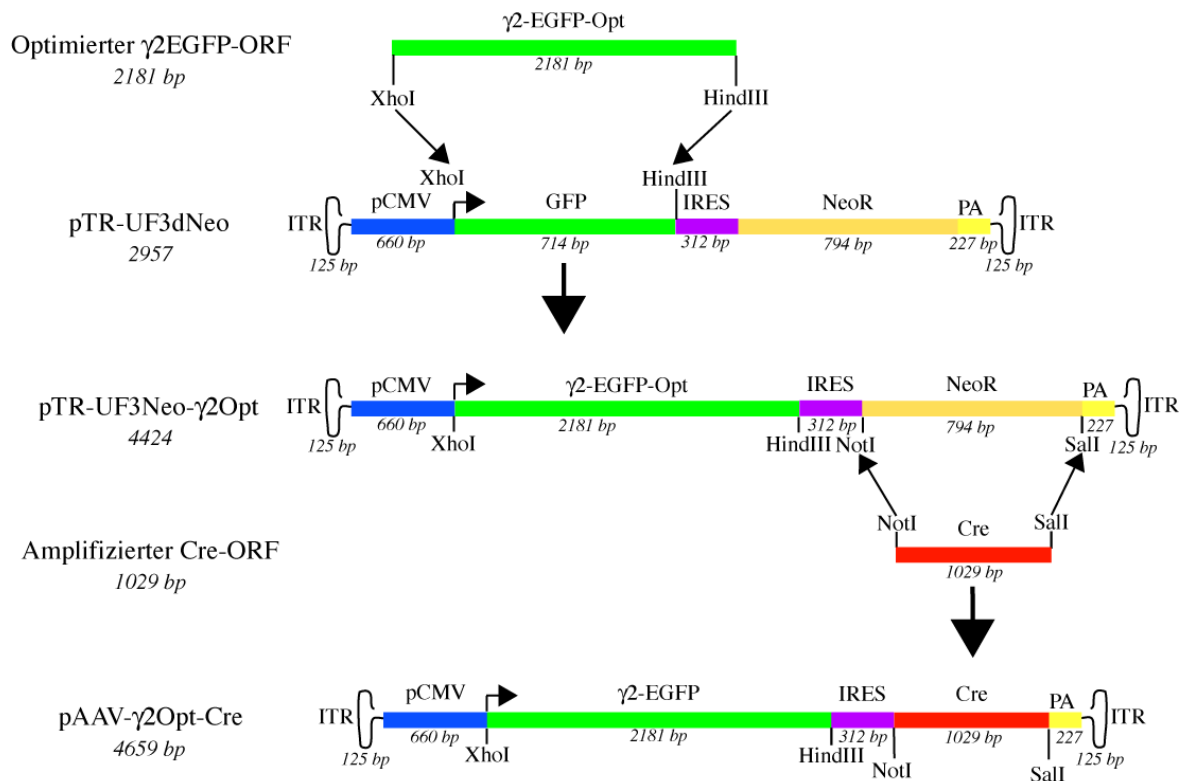 γ2-EGFP-Opt
Optimierter γ2EGFP-ORF
2181 bp
2181 bp
XhoI
HindIII
XhoI
HindIII
pCMV
GFP
IRES
NeoR
PA
pTR-UF3dNeo
ITR
ITR
2957
660 bp
714 bp
312 bp
794 bp
227 bp
125 bp
125 bp
pCMV
γ2-EGFP-Opt
IRES
NeoR
PA
pTR-UF3Neo-γ2Opt
ITR
ITR
4424
660 bp
2181 bp
312 bp
794 bp
227
125 bp
125 bp
XhoI
HindIII
NotI
SalI
NotI
Cre
SalI
Amplifizierter Cre-ORF
1029 bp
1029 bp
pCMV
γ2-EGFP
IRES
Cre
PA
pAAV-γ2Opt-Cre
ITR
ITR
4659 bp
660 bp
2181 bp
312 bp
1029 bp
227
125 bp
125 bp
XhoI
HindIII
NotI
SalI